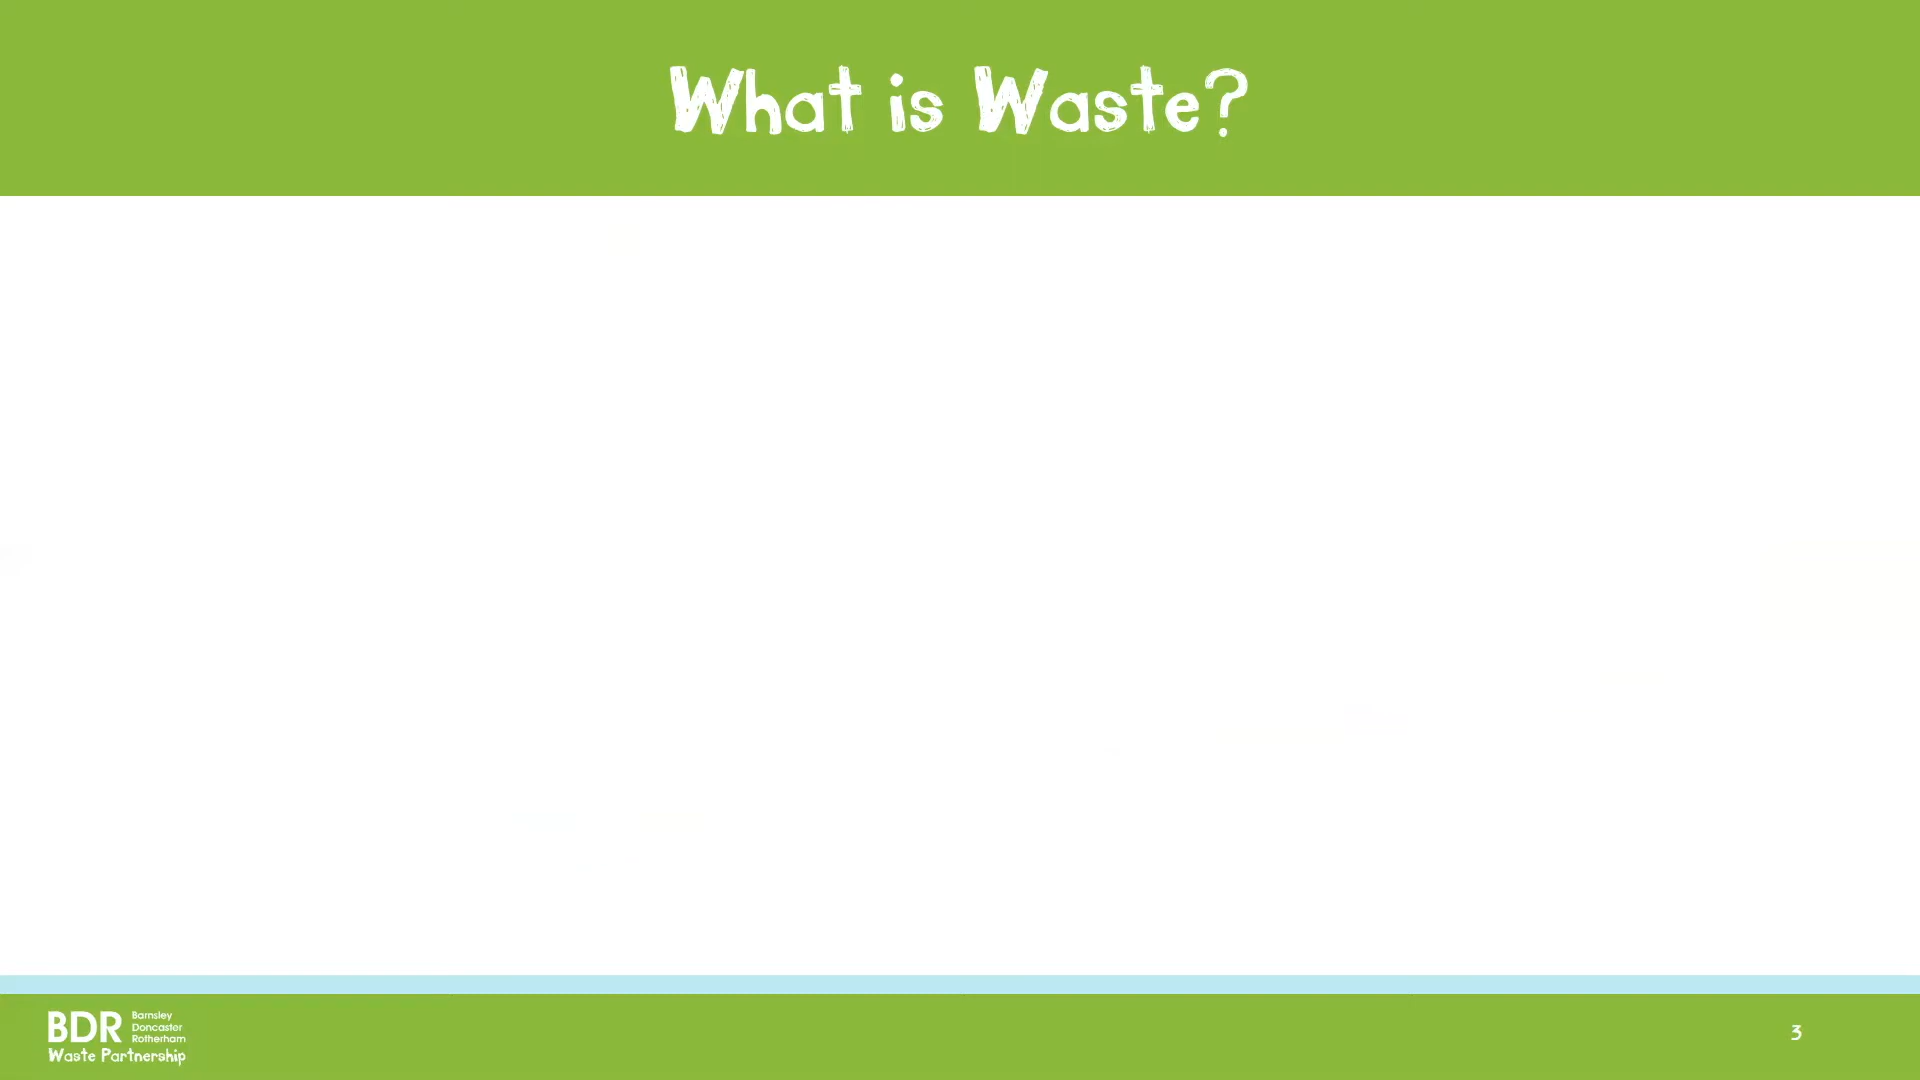 What is Waste?
BDR
Barnsley
Doncaster
Rotherham
Waste Partnership
3